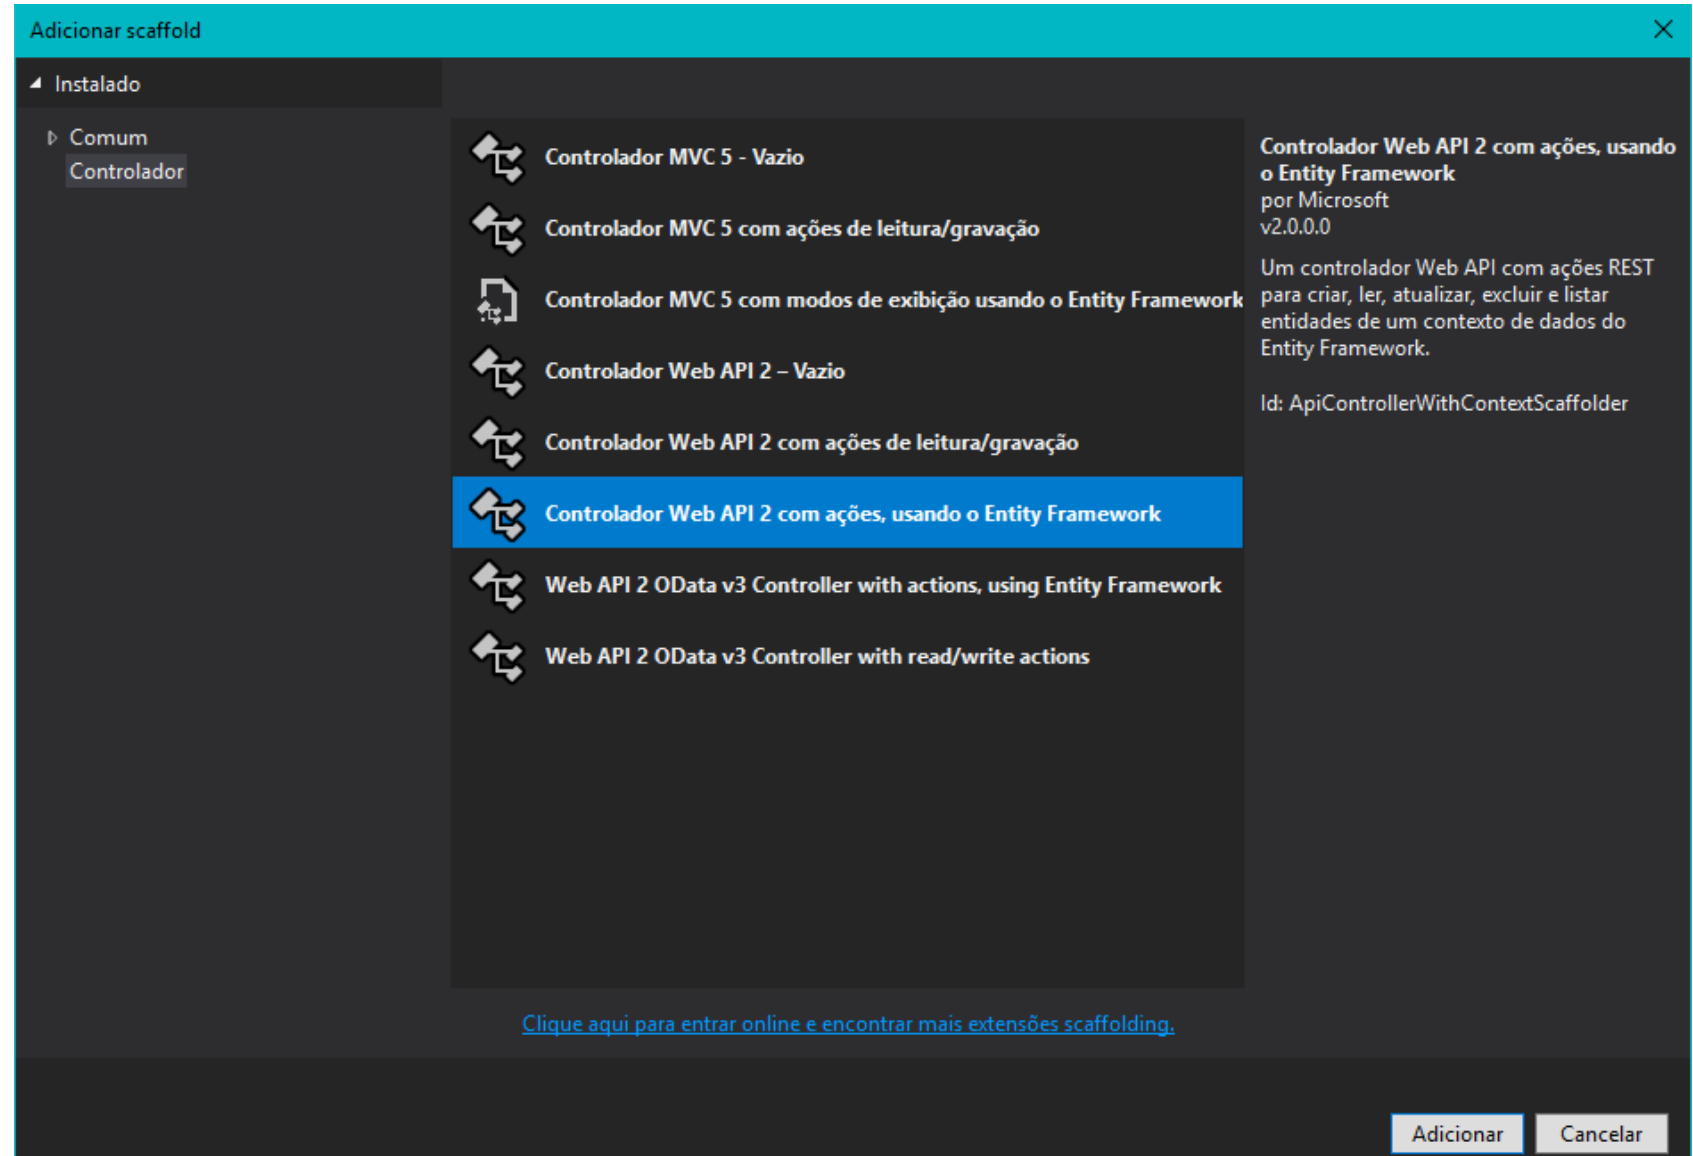 Adicionar scaffold
Instalado
Comum
Controlador
Controlador MVC 5 - Vazio
Controlador MVC 5 com ações de leitura/gravação
Controlador MVC 5 com modos de exibição usando o Entity Framework
Controlador Web API 2 – Vazio
Controlador Web API 2 com ações de leitura/gravação
Controlador Web API 2 com ações, usando o Entity Framework
Web API 2 OData v3 Controller with actions, using Entity Framework
Web API 2 OData v3 Controller with read/write actions
Clique aqui para entrar online e encontrar mais extensões scaffolding.
Controlador Web API 2 com ações, usando
o Entity Framework
por Microsoft
v2.0.0.0
Um controlador Web API com ações REST
para criar, ler, atualizar, excluir e listar
entidades de um contexto de dados do
Entity Framework.
Id: ApiControllerWithContextScaffolder
Adicionar
Cancelar